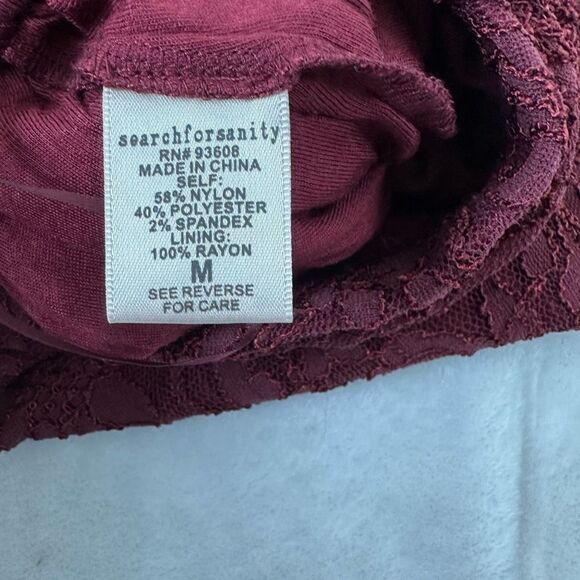 searchforsanity
RN# 93608
MADE IN CHINA
SELF:
58% NYLON
40% POLYESTER
2% SPANDEX
LINING:
100% RAYON
M
SEE REVERSE
FOR CARE